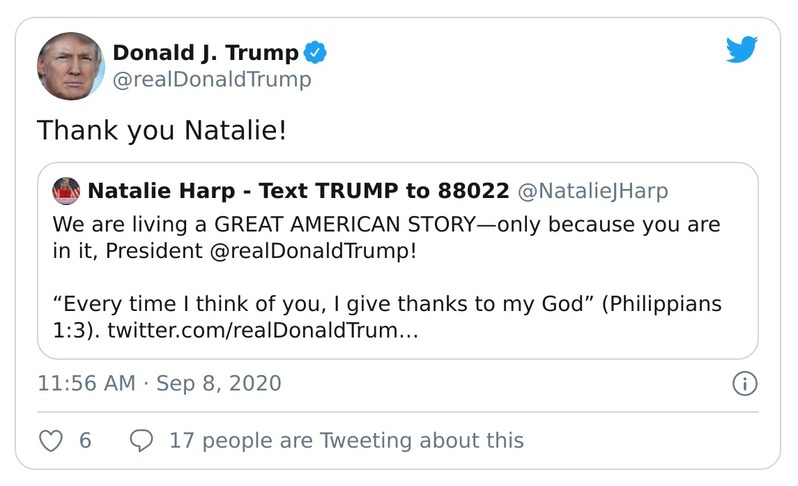 Donald J. Trump
@realDonaldTrump
Thank you Natalie!
Natalie Harp - Text TRUMP to 88022 @NatalieJHarp
We are living a GREAT AMERICAN STORY—only because you are
in it, President @realDonaldTrump!
“Every time I think of you, I give thanks to my God” (Philippians
1:3). twitter.com/realDonaldTrum…
11:56 AM · Sep 8, 2020
6 17 people are Tweeting about this